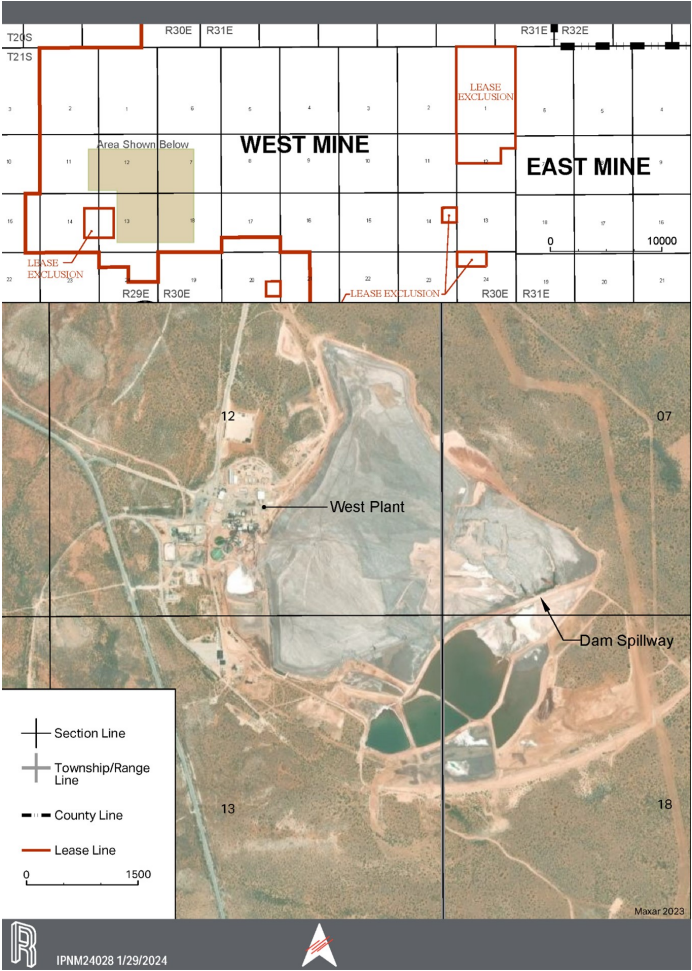 T20S
R30E
R31E
R31E
R32E
T21S
LEASE
EXCLUSION
3
2
1
6
5
4
3
2
1
6
5
4
Area Shown Below
WEST MINE
EAST MINE
10
11
12
7
8
9
10
11
12
9
16
14
13
18
17
16
15
14
13
18
17
16
0
10000
LEASE
EXCLUSION
LEASE EXCLUSION
22
23
19
20
21
22
23
24
19
20
21
R29E
R30E
R30E
R31E
12
07
West Plant
Dam Spillway
Section Line
Township/Range
Line
County Line
Lease Line
0
1500
13
18
Maxar 2023
R
IPNM24028 1/29/2024